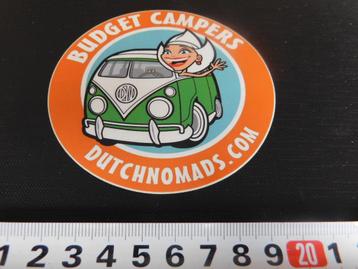 BUDGET CAMPERS
DUTCHNOMADS.COM
1 2 3 4 5 6 7 8 9 20 1